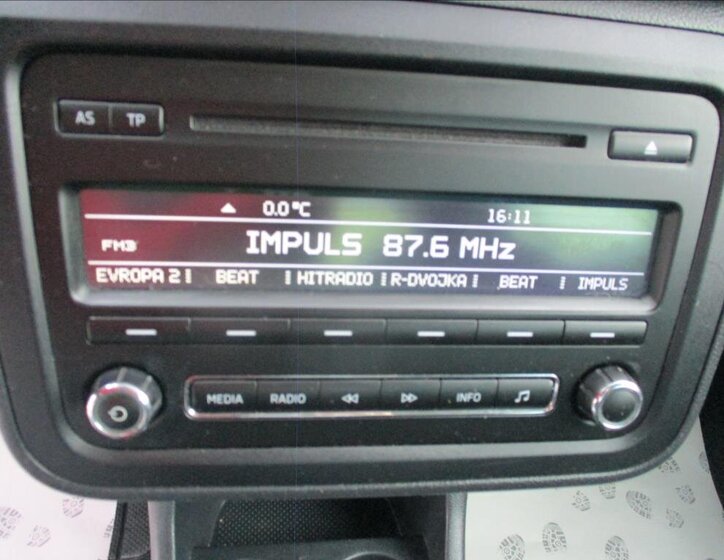 AS TP
0.0°C 16:11
FM3 IMPULS 87.6 MHz
EVROPA 2 BEAT HITRADIO R-DVOJKA BEAT IMPULS
MEDIA RADIO INFO